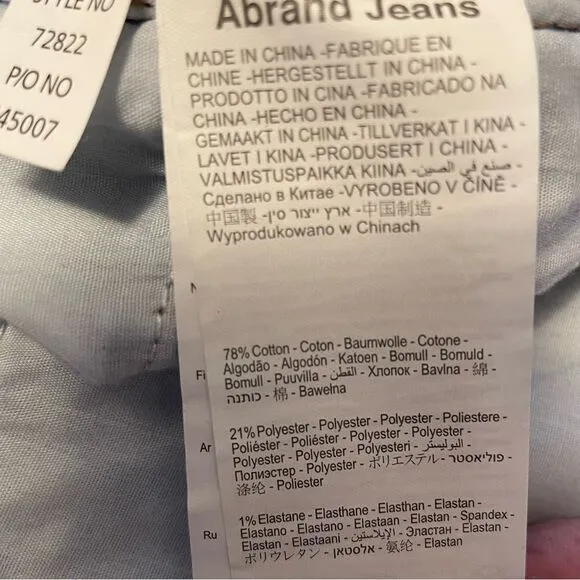 STYLE NO
72822
P/O NO
45007
Abrand Jeans
MADE IN CHINA -FABRIQUE EN
CHINE -HERGESTELLT IN CHINA -
PRODOTTO IN CINA -FABRICADO NA
CHINA -HECHO EN CHINA -
GEMAAKT IN CHINA -TILLVERKAT I KINA -
LAVET I KINA -PRODUSERT I CHINA -
VALMISTUSPAIKKA KIINA -صنع في الصين -
Сделано в Китае -VYROBENO V ČÍNĚ -
中国製 -ארץ ייצור סין -中国制造 -
Wyprodukowano w Chinach
78% Cotton - Coton - Baumwolle - Cotone -
Algodão - Algodón - Katoen - Bomull - Bomuld -
Bomull - Puuvilla - القطن - Хлопок - Bavlna - 綿 -
כותנה - 棉 - Bawełna
Fi
21% Polyester - Polyester - Polyester - Poliestere -
Poliéster - Poliéster - Polyester - Polyester -
Polyester - Polyester - Polyesteri - البوليستر -
Полиэстер - Polyester - ポリエステル - פוליאסטר -
涤纶 - Poliester
Ar
1% Elastane - Elasthane - Elasthan - Elastan -
Elastano - Elastano - Elastaan - Elastan - Spandex -
Elastan - Elastaani - الإيلاستين - Эластан - Elastan -
ポリウレタン - אלסטאן - 氨纶 - Elastan
Ru